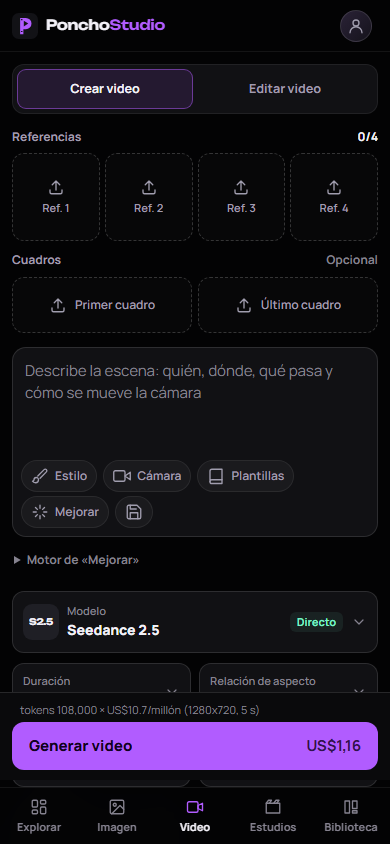 PonchoStudio
Crear video
Editar video
Referencias
0/4
Ref. 1
Ref. 2
Ref. 3
Ref. 4
Cuadros
Opcional
Primer cuadro
Último cuadro
Describe la escena: quién, dónde, qué pasa y
cómo se mueve la cámara
Estilo
Cámara
Plantillas
Mejorar
Motor de «Mejorar»
S2.5
Modelo
Seedance 2.5
Directo
Duración
Relación de aspecto
tokens 108,000 × US$10.7/millón (1280x720, 5 s)
Generar video
US$1,16
Explorar
Imagen
Video
Estudios
Biblioteca